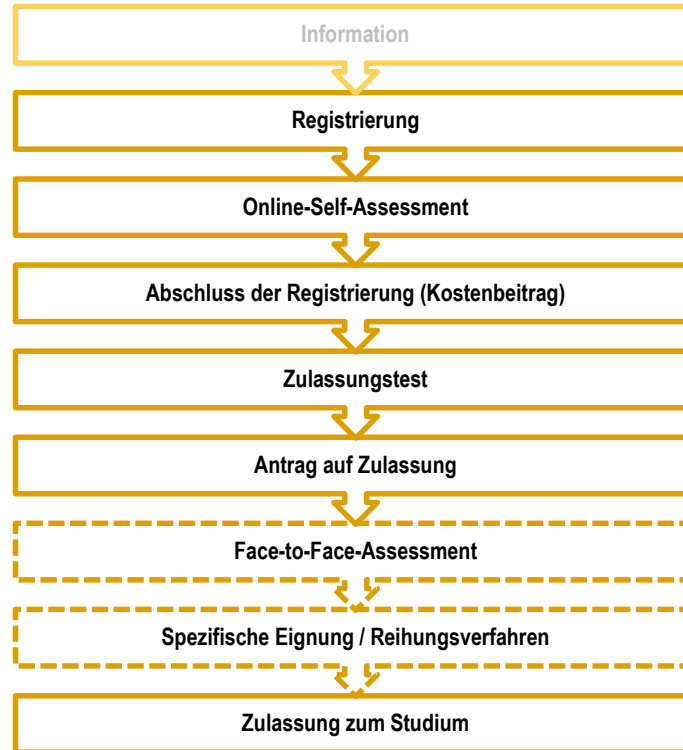 Information
Registrierung
Online-Self-Assessment
Abschluss der Registrierung (Kostenbeitrag)
Zulassungstest
Antrag auf Zulassung
Face-to-Face-Assessment
Spezifische Eignung / Reihungsverfahren
Zulassung zum Studium